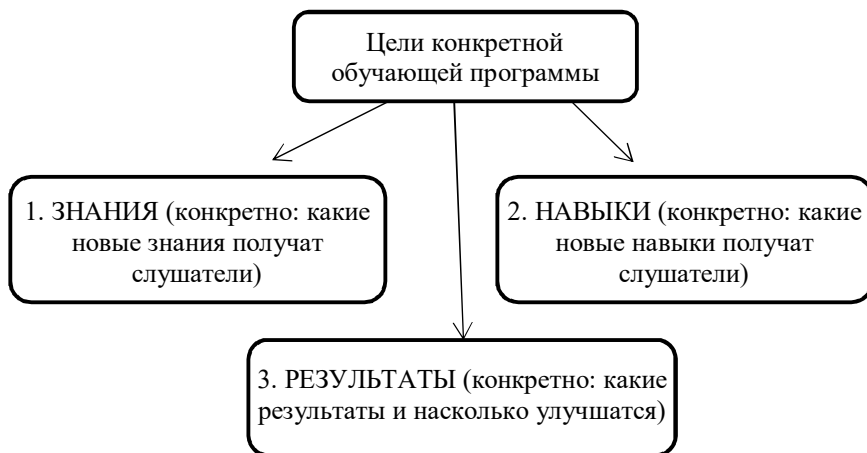 Цели конкретной
обучающей программы
1. ЗНАНИЯ (конкретно: какие
новые знания получат
слушатели)
2. НАВЫКИ (конкретно: какие
новые навыки получат
слушатели)
3. РЕЗУЛЬТАТЫ (конкретно: какие
результаты и насколько улучшатся)